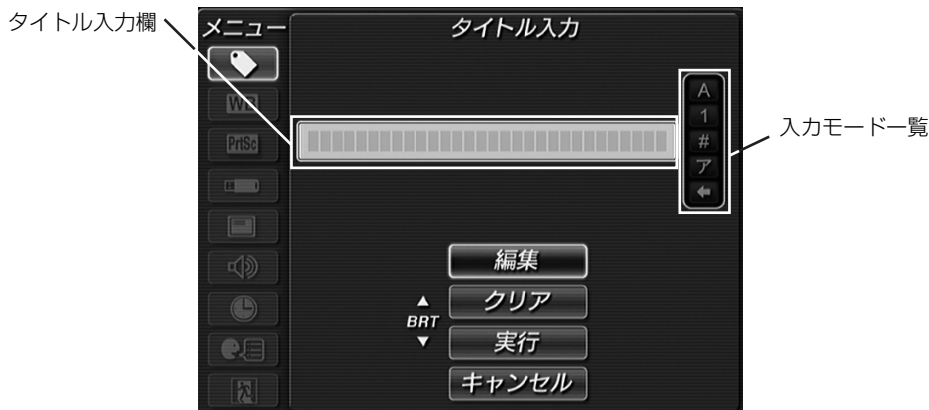 タイトル入力欄
メニュー
タイトル入力
WB
PrtSc
A
1
#
ア
入力モード一覧
編集
クリア
BRT
実行
キャンセル